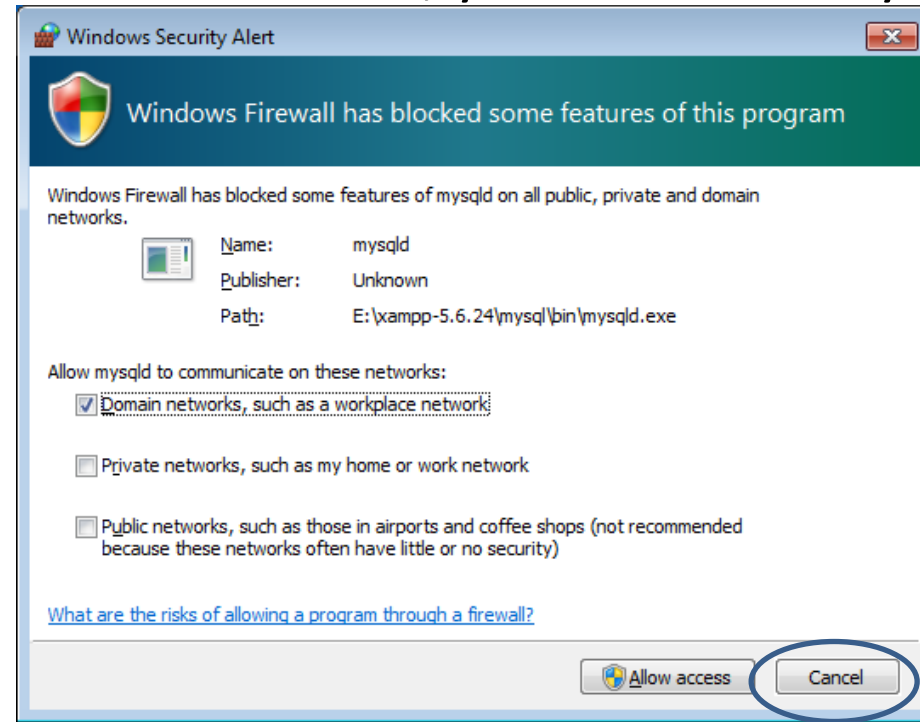 Windows Security Alert
Windows Firewall has blocked some features of this program
Windows Firewall has blocked some features of mysqld on all public, private and domain
networks.
Name: mysqld
Publisher: Unknown
Path: E:\xampp-5.6.24\mysql\bin\mysqld.exe
Allow mysqld to communicate on these networks:
Domain networks, such as a workplace network
Private networks, such as my home or work network
Public networks, such as those in airports and coffee shops (not recommended
because these networks often have little or no security)
What are the risks of allowing a program through a firewall?
Allow access Cancel